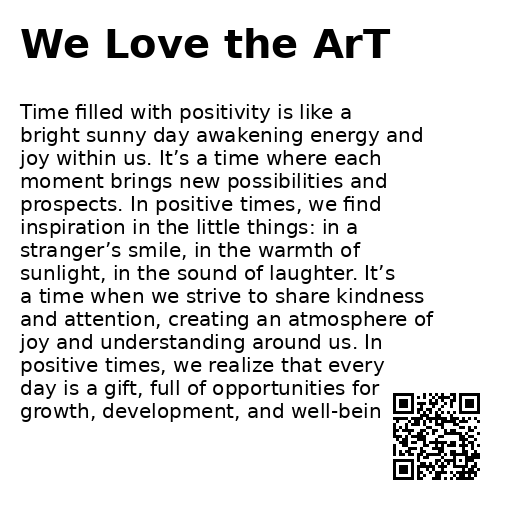 We Love the ArT
Time filled with positivity is like a
bright sunny day awakening energy and
joy within us. It’s a time where each
moment brings new possibilities and
prospects. In positive times, we find
inspiration in the little things: in a
stranger’s smile, in the warmth of
sunlight, in the sound of laughter. It’s
a time when we strive to share kindness
and attention, creating an atmosphere of
joy and understanding around us. In
positive times, we realize that every
day is a gift, full of opportunities for
growth, development, and well-bein